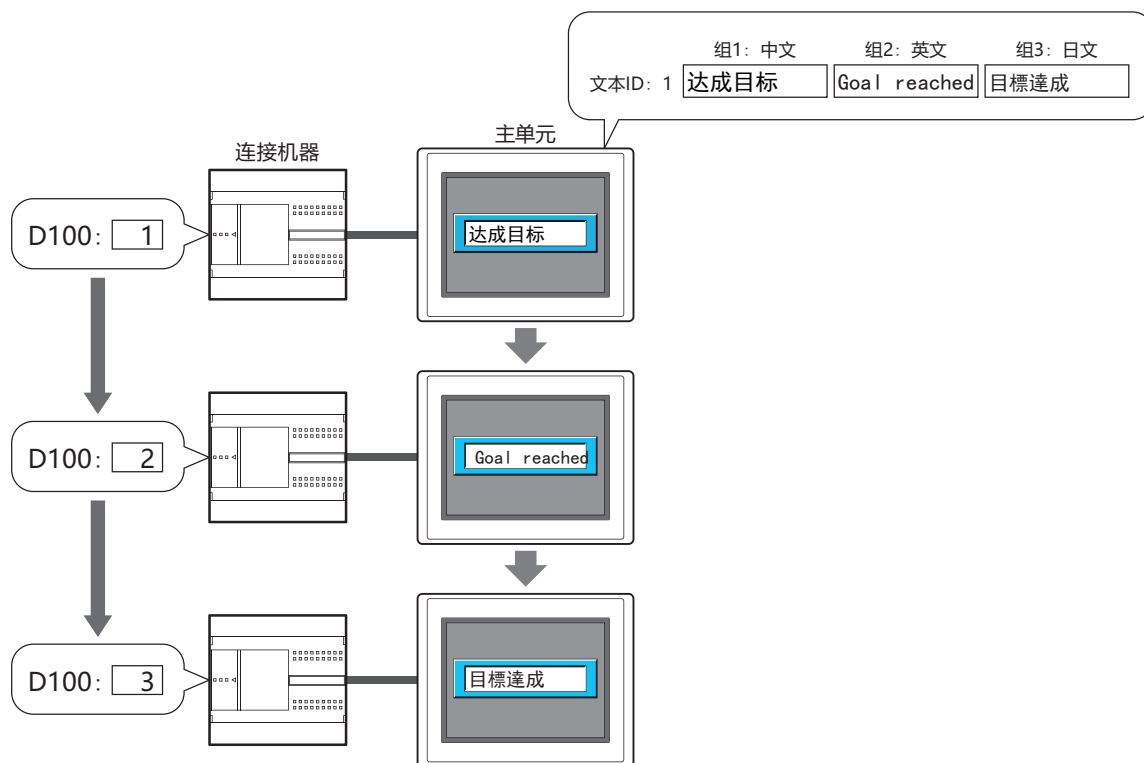 组1：中文 组2：英文 组3：日文
文本ID：1 达成目标 Goal reached 目標達成
主单元
连接机器
D100： 1
达成目标
D100： 2
Goal reached
D100： 3
目標達成